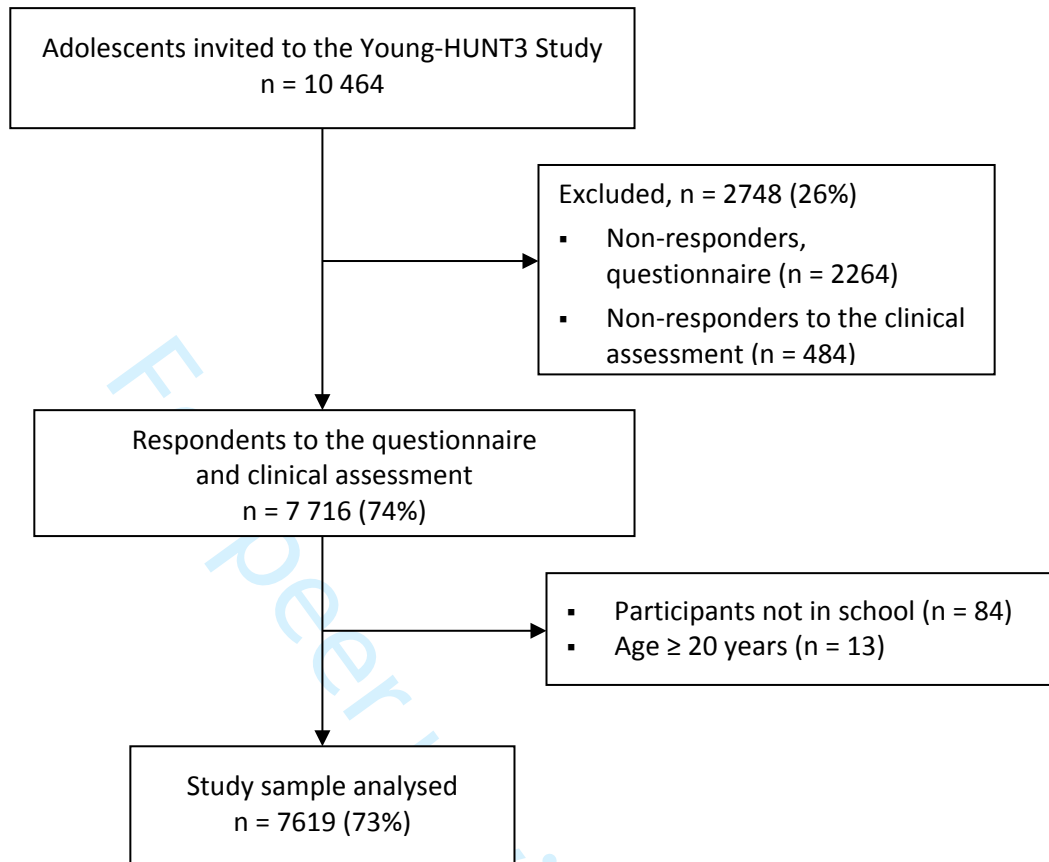 Adolescents invited to the Young-HUNT3 Study
n = 10 464
Excluded, n = 2748 (26%)
▪ Non-responders,
questionnaire (n = 2264)
▪ Non-responders to the clinical
assessment (n = 484)
Respondents to the questionnaire
and clinical assessment
n = 7 716 (74%)
▪ Participants not in school (n = 84)
▪ Age ≥ 20 years (n = 13)
Study sample analysed
n = 7619 (73%)
peer